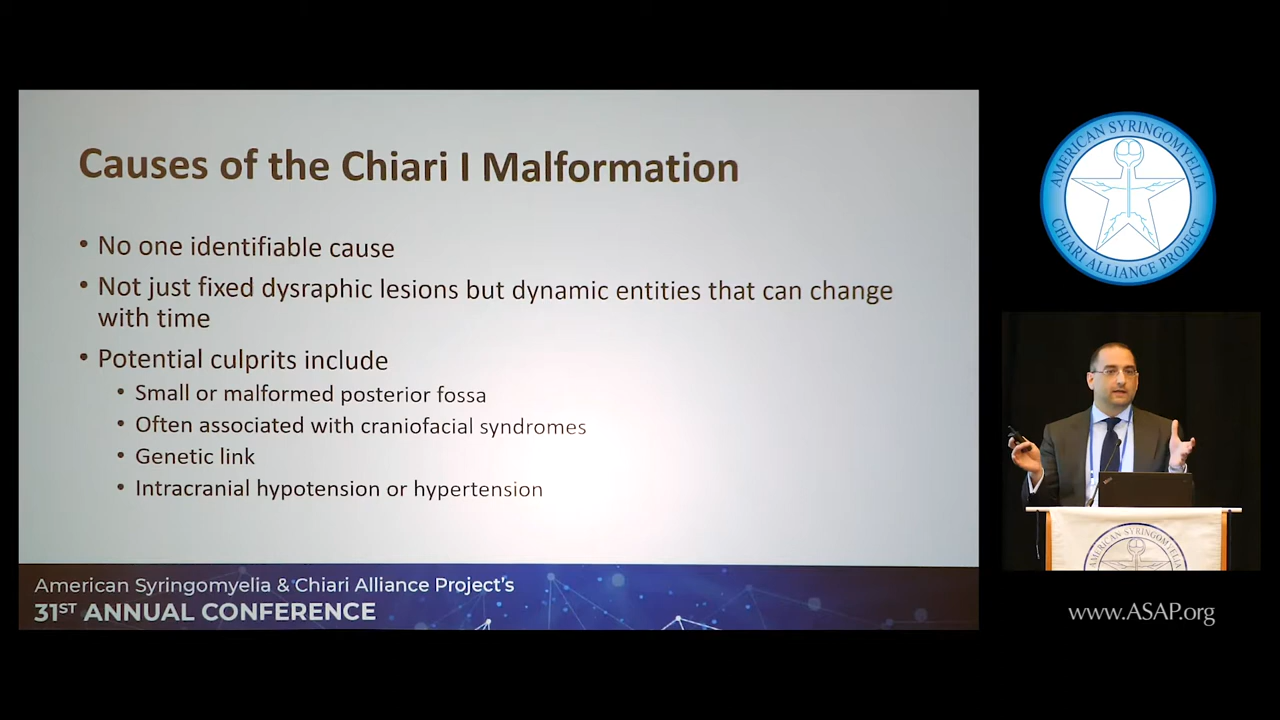 Causes of the Chiari I Malformation
• No one identifiable cause
• Not just fixed dysraphic lesions but dynamic entities that can change
with time
• Potential culprits include
• Small or malformed posterior fossa
• Often associated with craniofacial syndromes
• Genetic link
• Intracranial hypotension or hypertension
American Syringomyelia & Chiari Alliance Project's
31ST ANNUAL CONFERENCE
AMERICAN SYRINGOMYELIA
CHIARI ALLIANCE PROJECT
AMERICAN SYRINGOMYELIA
www.ASAP.org